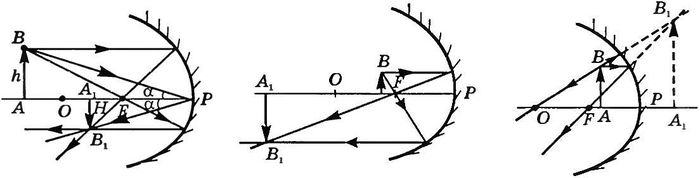 B
h
A O A₁ H F α α P
B₁
B
A₁ O F P
B₁
B₁
B
O F A P A₁